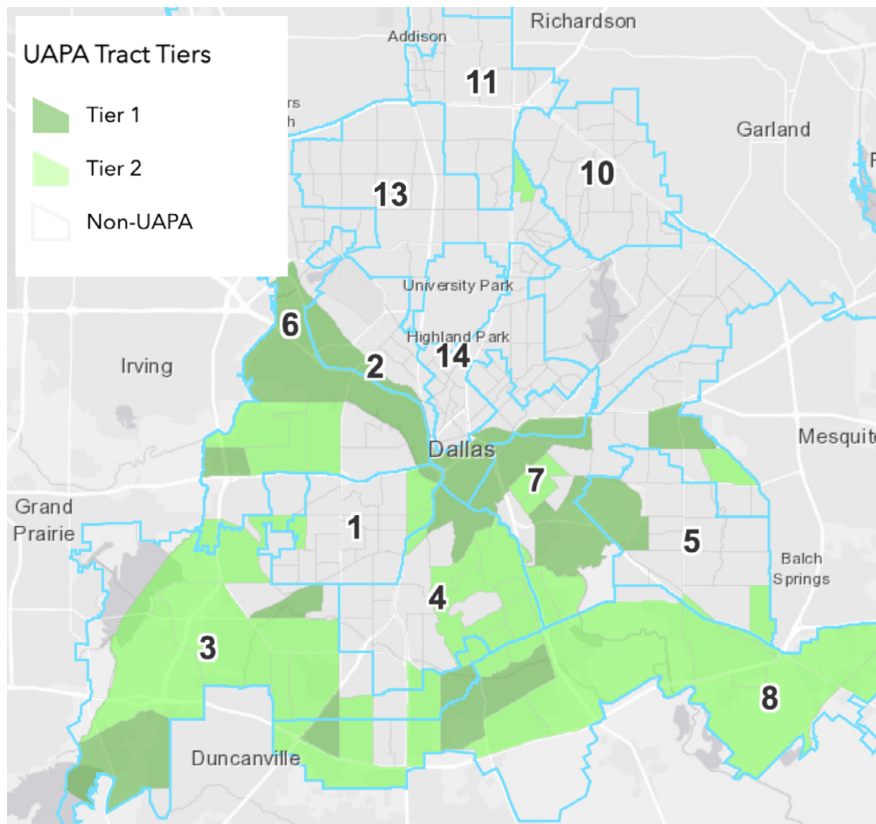 Richardson
Addison
UAPA Tract Tiers
11
Tier 1
rs
h
Garland
Tier 2
10
13
Non-UAPA
University Park
6
Highland Park
14
2
Irving
Mesquite
Dallas
7
Grand
Prairie
1
5
Balch
Springs
4
3
8
Duncanville